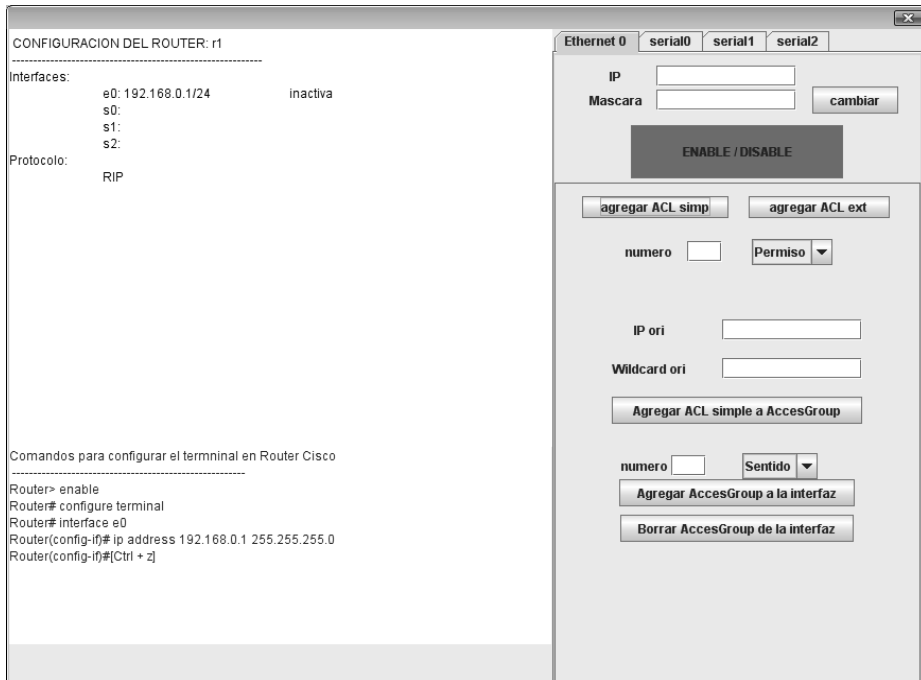 CONFIGURACION DEL ROUTER: r1
------------------------------------------------------------
Interfaces:
e0: 192.168.0.1/24 inactiva
s0:
s1:
s2:
Protocolo:
RIP
Comandos para configurar el termninal en Router Cisco
--------------------------------------------------------
Router> enable
Router# configure terminal
Router# interface e0
Router(config-if)# ip address 192.168.0.1 255.255.255.0
Router(config-if)#[Ctrl + z]
Ethernet 0 serial0 serial1 serial2
IP
Mascara cambiar
ENABLE / DISABLE
agregar ACL simp agregar ACL ext
numero Permiso
IP ori
Wildcard ori
Agregar ACL simple a AccesGroup
numero Sentido
Agregar AccesGroup a la interfaz
Borrar AccesGroup de la interfaz